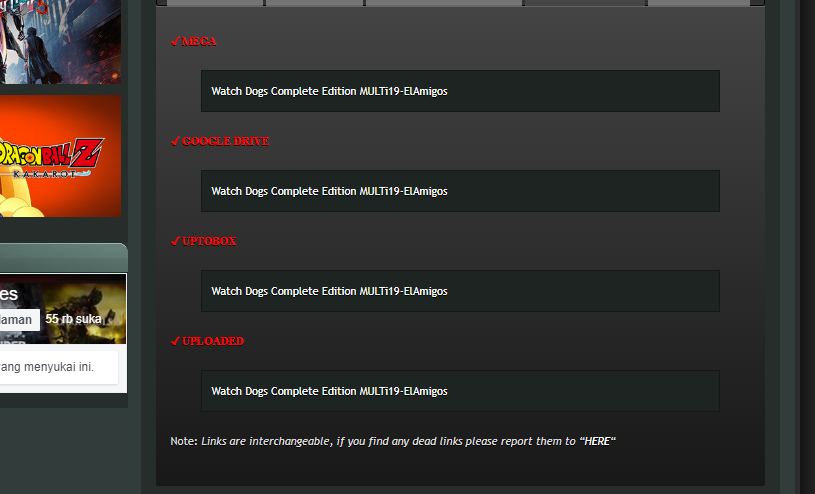 DRAGON BALL Z
KAKAROT
es
laman
55 rb suka
ang menyukai ini.
✓ MEGA
Watch Dogs Complete Edition MULTi19-ElAmigos
✓ GOOGLE DRIVE
Watch Dogs Complete Edition MULTi19-ElAmigos
✓ UPTOBOX
Watch Dogs Complete Edition MULTi19-ElAmigos
✓ UPLOADED
Watch Dogs Complete Edition MULTi19-ElAmigos
Note: Links are interchangeable, if you find any dead links please report them to “HERE“